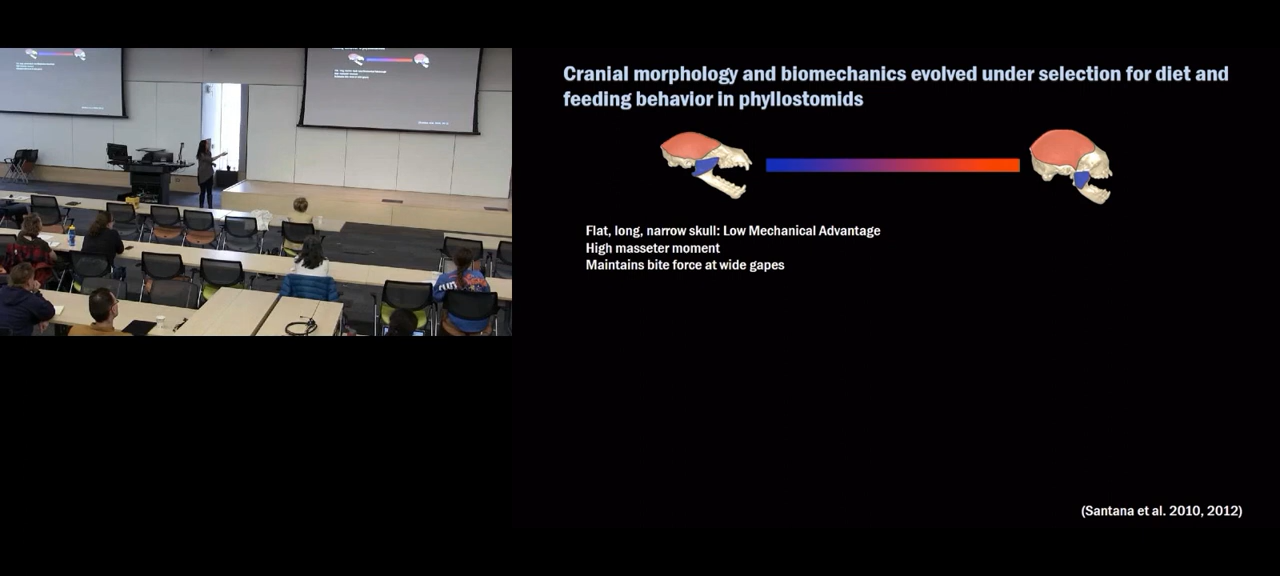 Cranial morphology and biomechanics evolved under selection for diet and
feeding behavior in phyllostomids
Flat, long, narrow skull: Low Mechanical Advantage
High masseter moment
Maintains bite force at wide gapes
(Santana et al. 2010, 2012)